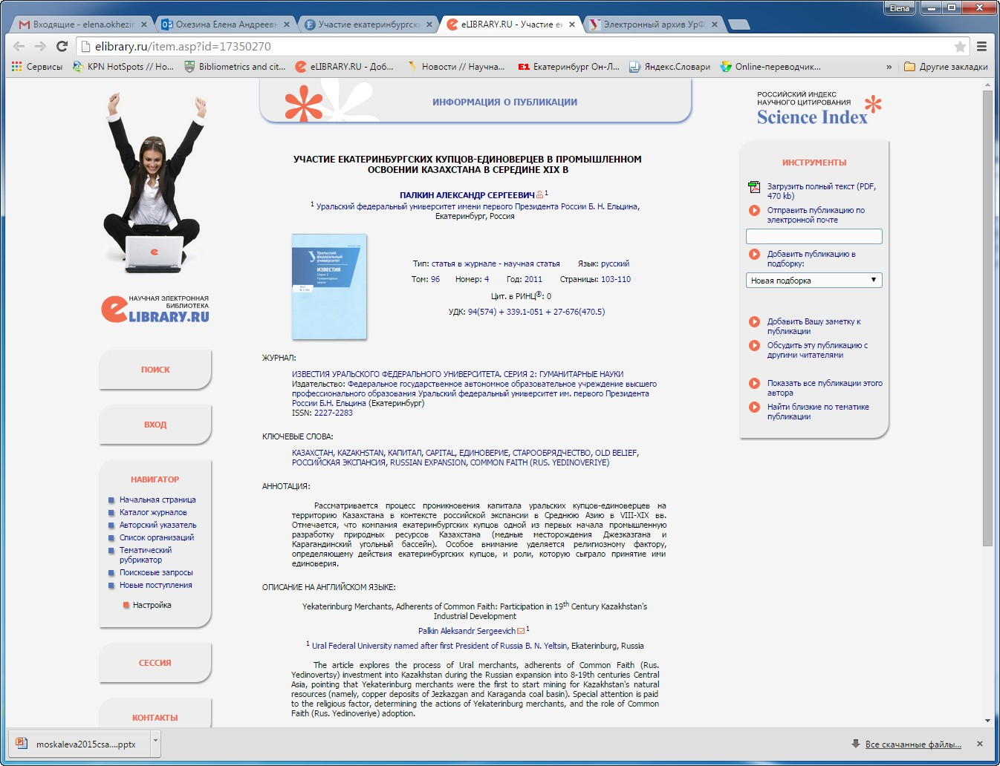 Elena
Входящие - elena.okhezin
Охезина Елена Андреевн
Участие екатеринбургски
eLIBRARY.RU - Участие ек
Электронный архив УрФ
elibrary.ru/item.asp?id=17350270
Сервисы
KPN HotSpots // Ho...
Bibliometrics and cit...
eLIBRARY.RU - Доб...
Новости // Научна...
E1 Екатеринбург Он-Л...
Яндекс.Словари
Online-переводчик...
»
Другие закладки
НАУЧНАЯ ЭЛЕКТРОННАЯ
БИБЛИОТЕКА
eLIBRARY.RU
ПОИСК
ВХОД
НАВИГАТОР
Начальная страница
Каталог журналов
Авторский указатель
Список организаций
Тематический
рубрикатор
Поисковые запросы
Новые поступления
Настройка
СЕССИЯ
КОНТАКТЫ
ИНФОРМАЦИЯ О ПУБЛИКАЦИИ
УЧАСТИЕ ЕКАТЕРИНБУРГСКИХ КУПЦОВ-ЕДИНОВЕРЦЕВ В ПРОМЫШЛЕННОМ
ОСВОЕНИИ КАЗАХСТАНА В СЕРЕДИНЕ XIX В
ПАЛКИН АЛЕКСАНДР СЕРГЕЕВИЧ 1
1 Уральский федеральный университет имени первого Президента России Б. Н. Ельцина,
Екатеринбург, Россия
Уральский
федеральный
университет
ИЗВЕСТИЯ
Тип: статья в журнале - научная статья Язык: русский
Том: 96 Номер: 4 Год: 2011 Страницы: 103-110
Цит. в РИНЦ®: 0
УДК: 94(574) + 339.1-051 + 27-676(470.5)
ЖУРНАЛ:
ИЗВЕСТИЯ УРАЛЬСКОГО ФЕДЕРАЛЬНОГО УНИВЕРСИТЕТА. СЕРИЯ 2: ГУМАНИТАРНЫЕ НАУКИ
Издательство: Федеральное государственное автономное образовательное учреждение высшего
профессионального образования Уральский федеральный университет им. первого Президента
России Б.Н. Ельцина (Екатеринбург)
ISSN: 2227-2283
КЛЮЧЕВЫЕ СЛОВА:
КАЗАХСТАН, KAZAKHSTAN, КАПИТАЛ, CAPITAL, ЕДИНОВЕРИЕ, СТАРООБРЯДЧЕСТВО, OLD BELIEF,
РОССИЙСКАЯ ЭКСПАНСИЯ, RUSSIAN EXPANSION, COMMON FAITH (RUS. YEDINOVERIYE)
АННОТАЦИЯ:
Рассматривается процесс проникновения капитала уральских купцов-единоверцев на
территорию Казахстана в контексте российской экспансии в Среднюю Азию в VIII-XIX вв.
Отмечается, что компания екатеринбургских купцов одной из первых начала промышленную
разработку природных ресурсов Казахстана (медные месторождения Джезказгана и
Карагандинский угольный бассейн). Особое внимание уделяется религиозному фактору,
определяющему действия екатеринбургских купцов, и роли, которую сыграло принятие ими
единоверия.
ОПИСАНИЕ НА АНГЛИЙСКОМ ЯЗЫКЕ:
Yekaterinburg Merchants, Adherents of Common Faith: Participation in 19th Century Kazakhstan's
Industrial Development
Palkin Aleksandr Sergeevich 1
1 Ural Federal University named after first President of Russia B. N. Yeltsin, Ekaterinburg, Russia
The article explores the process of Ural merchants, adherents of Common Faith (Rus.
Yedinovertsy) investment into Kazakhstan during the Russian expansion into 8-19th centuries Central
Asia, pointing that Yekaterinburg merchants were the first to start mining for Kazakhstan's natural
resources (namely, copper deposits of Jezkazgan and Karaganda coal basin). Special attention is paid
to the religious factor, determining the actions of Yekaterinburg merchants, and the role of Common
Faith (Rus. Yedinoveriye) adoption.
РОССИЙСКИЙ ИНДЕКС
НАУЧНОГО ЦИТИРОВАНИЯ
Science Index
ИНСТРУМЕНТЫ
Загрузить полный текст (PDF,
470 kb)
Отправить публикацию по
электронной почте
Добавить публикацию в
подборку:
Новая подборка
Добавить Вашу заметку к
публикации
Обсудить эту публикацию с
другими читателями
Показать все публикации этого
автора
Найти близкие по тематике
публикации
moskaleva2015csa....pptx
Все скачанные файлы...